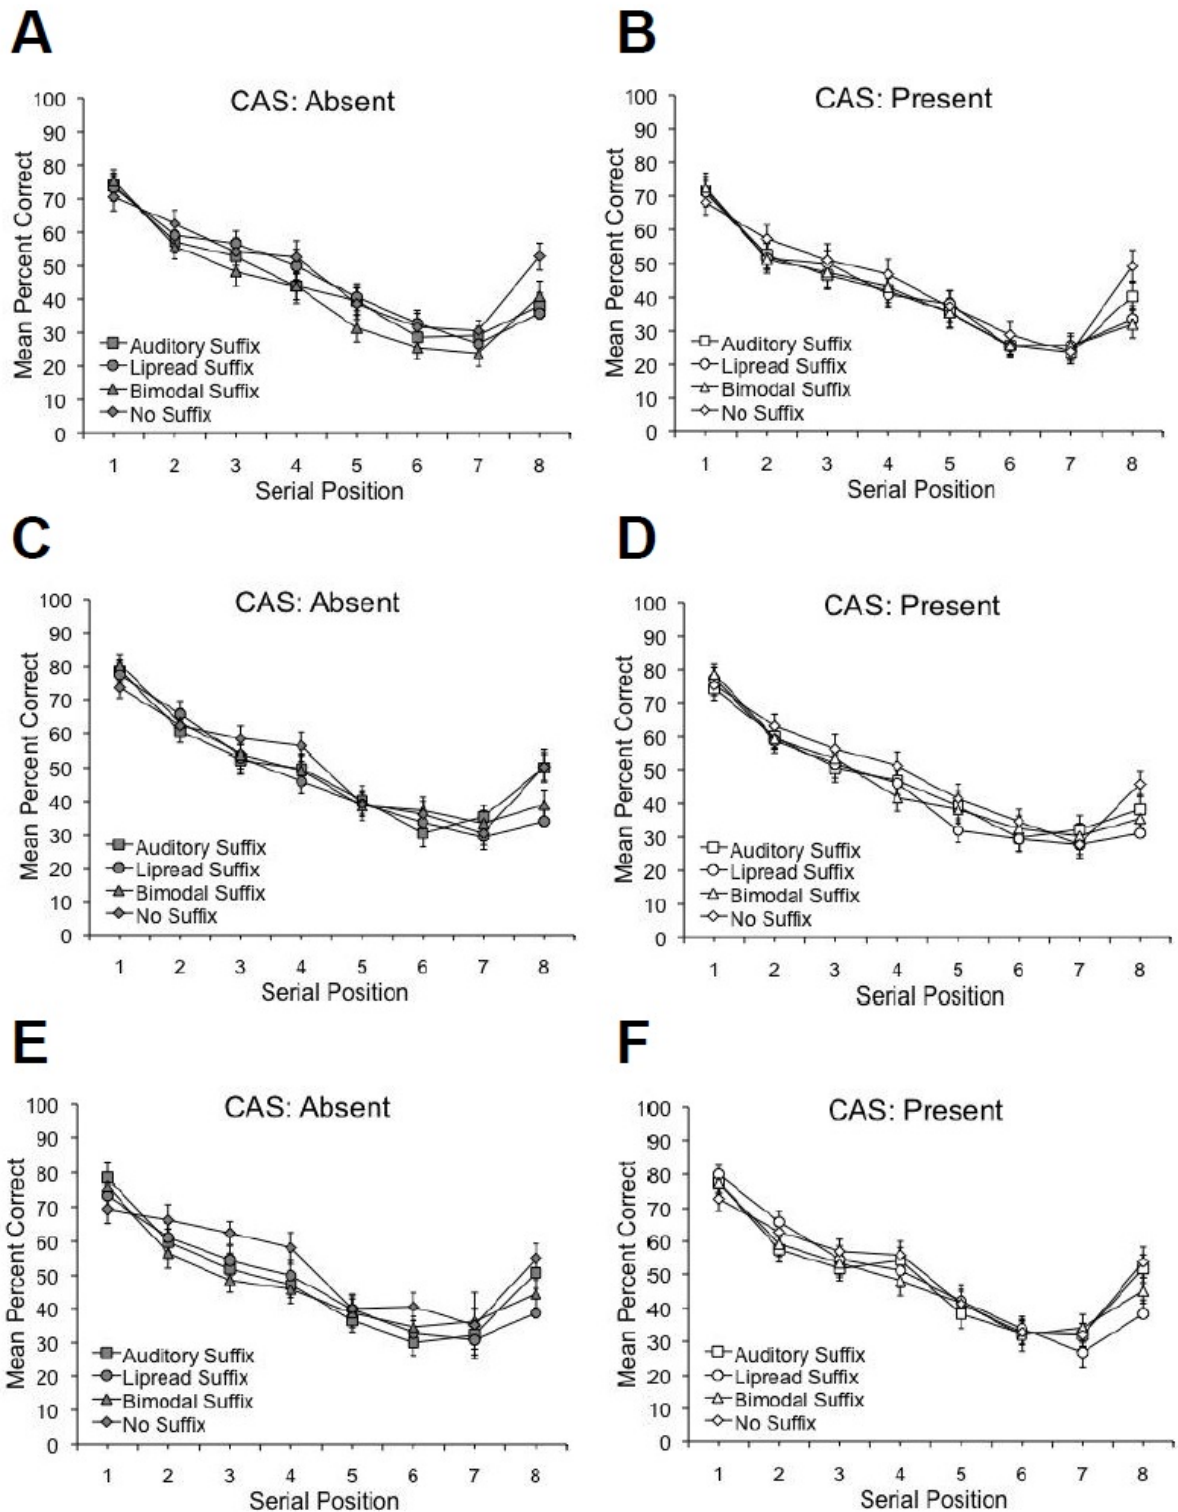 A
CAS: Absent
Mean Percent Correct
100
90
80
70
60
50
40
30
20
10
0
Auditory Suffix
Lipread Suffix
Bimodal Suffix
No Suffix
1 2 3 4 5 6 7 8
Serial Position
B
CAS: Present
Mean Percent Correct
100
90
80
70
60
50
40
30
20
10
0
Auditory Suffix
Lipread Suffix
Bimodal Suffix
No Suffix
1 2 3 4 5 6 7 8
Serial Position
C
CAS: Absent
Mean Percent Correct
100
90
80
70
60
50
40
30
20
10
0
Auditory Suffix
Lipread Suffix
Bimodal Suffix
No Suffix
1 2 3 4 5 6 7 8
Serial Position
D
CAS: Present
Mean Percent Correct
100
90
80
70
60
50
40
30
20
10
0
Auditory Suffix
Lipread Suffix
Bimodal Suffix
No Suffix
1 2 3 4 5 6 7 8
Serial Position
E
CAS: Absent
Mean Percent Correct
100
90
80
70
60
50
40
30
20
10
0
Auditory Suffix
Lipread Suffix
Bimodal Suffix
No Suffix
1 2 3 4 5 6 7 8
Serial Position
F
CAS: Present
Mean Percent Correct
100
90
80
70
60
50
40
30
20
10
0
Auditory Suffix
Lipread Suffix
Bimodal Suffix
No Suffix
1 2 3 4 5 6 7 8
Serial Position